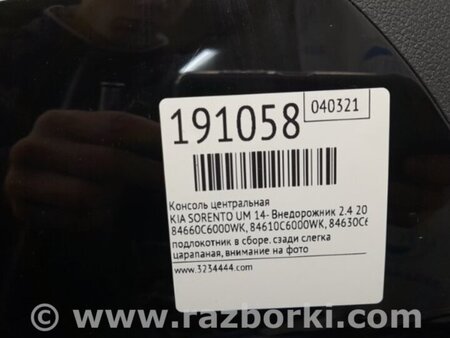 191058
040321
Консоль центральная
KIA SORENTO UM 14- Внедорожник 2.4 20
84660C6000WK, 84610C6000WK, 84630C6
подлокотник в сборе. сзади слегка
царапаная, внимание на фото
www.3234444.com
© www.razborki.com/